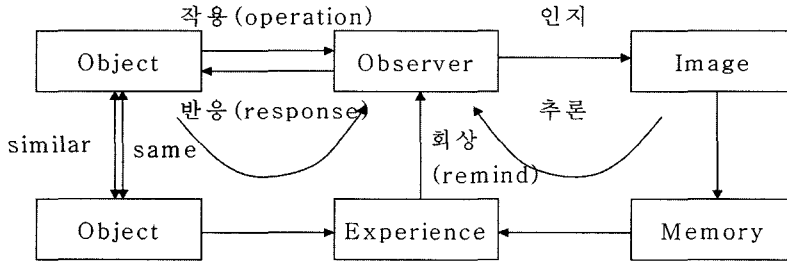 작용(operation)
인지
Object
Observer
Image
반응(response)
추론
similar
same
회상
(remind)
Object
Experience
Memory